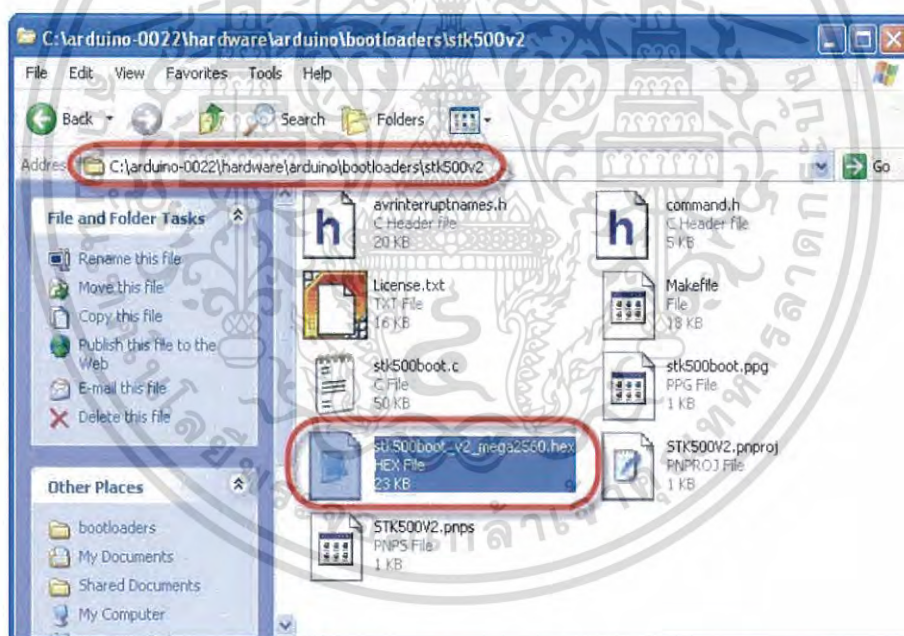 C:\arduino-0022\hardware\arduino\bootloaders\stk500v2
File Edit View Favorites Tools Help
Back Search Folders
Address C:\arduino-0022\hardware\arduino\bootloaders\stk500v2 Go
File and Folder Tasks
Rename this file
Move this file
Copy this file
Publish this file to the
Web
E-mail this file
Delete this file
Other Places
bootloaders
My Documents
Shared Documents
My Computer
avrinterruptnames.h
C Header file
20 KB
command.h
C Header file
5 KB
License.txt
TXT File
16 KB
Makefile
File
18 KB
stk500boot.c
C File
50 KB
stk500boot.ppg
PPG File
1 KB
stk500boot_v2_mega2560.hex
HEX File
23 KB
STK500V2.pnproj
PNPROJ File
1 KB
STK500V2.pnps
PNPS File
1 KB